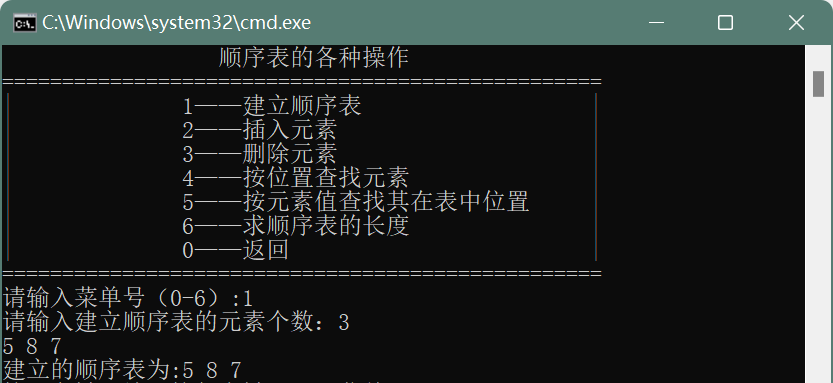 C:\Windows\system32\cmd.exe
顺序表的各种操作
==================================================
1——建立顺序表
2——插入元素
3——删除元素
4——按位置查找元素
5——按元素值查找其在表中位置
6——求顺序表的长度
0——返回
==================================================
请输入菜单号（0-6）:1
请输入建立顺序表的元素个数：3
5 8 7
建立的顺序表为:5 8 7